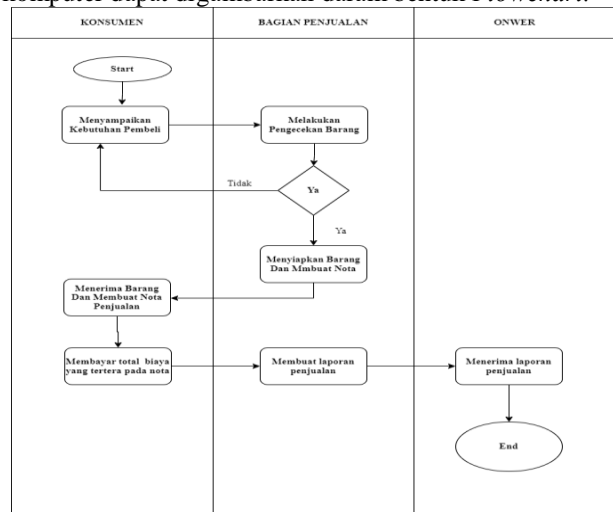 komputer dapat digambarkan dalam bentuk Flowchart.
KONSUMEN
BAGIAN PENJUALAN
ONWER
Start
Menyampaikan
Kebutuhan Pembeli
Melakukan
Pengecekan Barang
Tidak
Ya
Ya
Menyiapkan Barang
Dan Mmbuat Nota
Menerima Barang
Dan Membuat Nota
Penjualan
Membayar total biaya
yang tertera pada nota
Membuat laporan
penjualan
Menerima laporan
penjualan
End